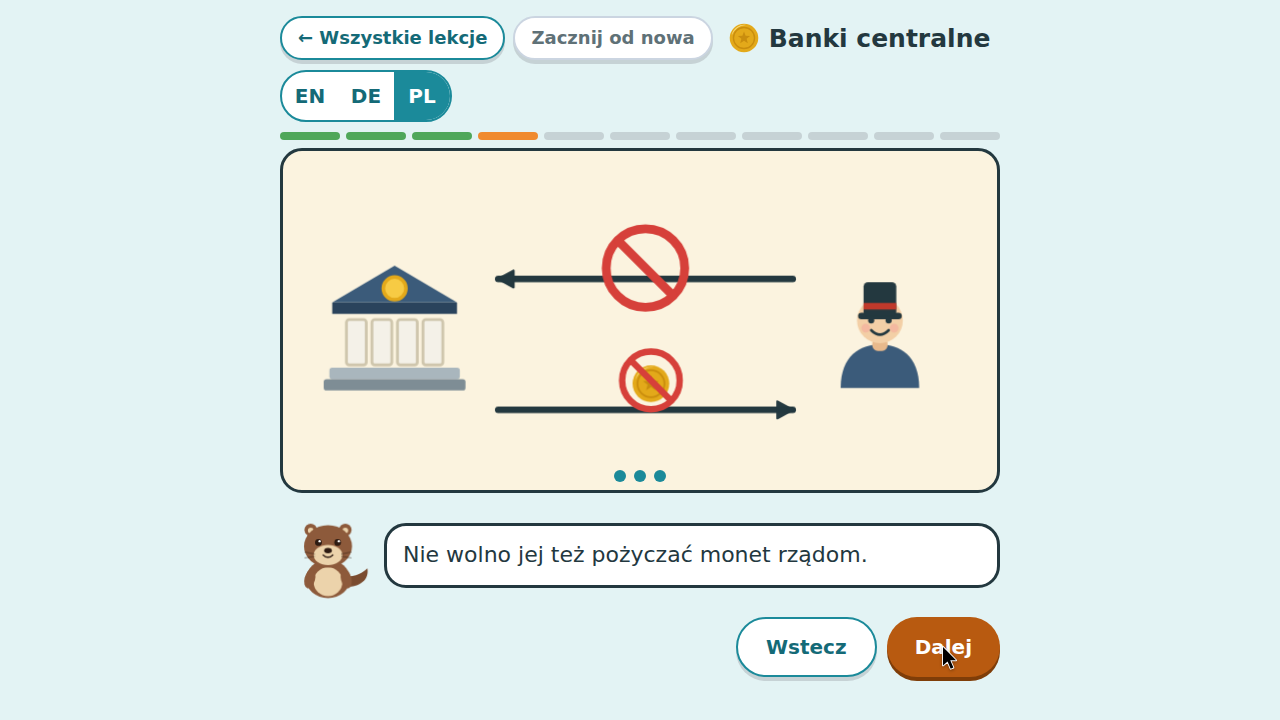 ← Wszystkie lekcje
Zacznij od nowa
Banki centralne
EN DE PL
Nie wolno jej też pożyczać monet rządom.
Wstecz
Dalej